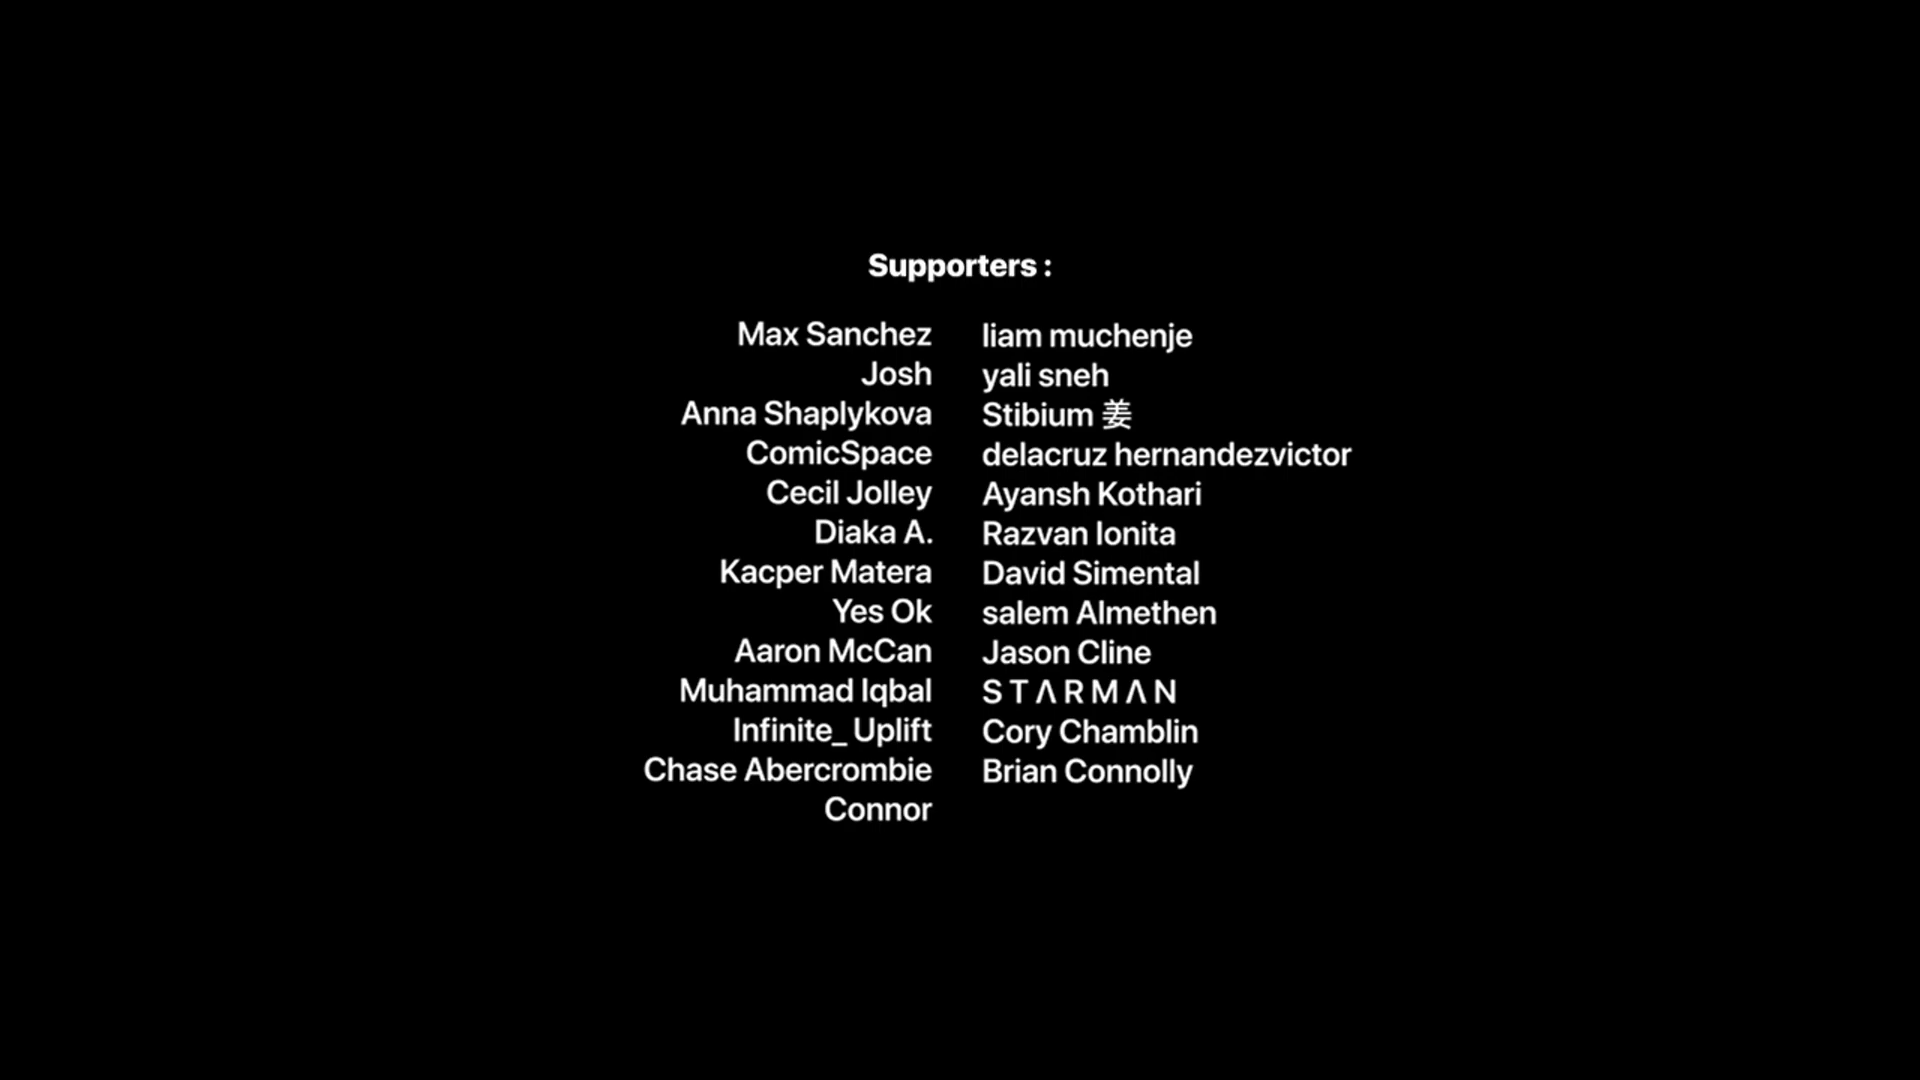 Supporters :
Max Sanchez
Josh
Anna Shaplykova
ComicSpace
Cecil Jolley
Diaka A.
Kacper Matera
Yes Ok
Aaron McCan
Muhammad Iqbal
Infinite_ Uplift
Chase Abercrombie
Connor
liam muchenje
yali sneh
Stibium 姜
delacruz hernandezvictor
Ayansh Kothari
Razvan Ionita
David Simental
salem Almethen
Jason Cline
S T Λ R M Λ N
Cory Chamblin
Brian Connolly